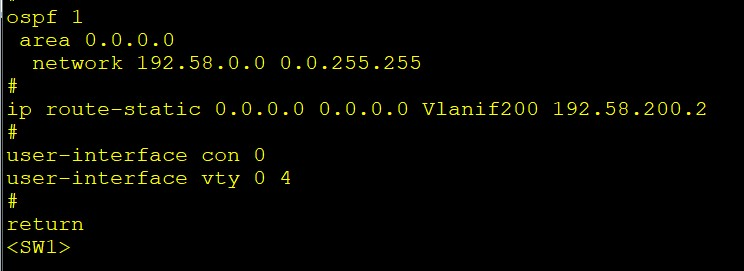 #
ospf 1
area 0.0.0.0
network 192.58.0.0 0.0.255.255
#
ip route-static 0.0.0.0 0.0.0.0 Vlanif200 192.58.200.2
#
user-interface con 0
user-interface vty 0 4
#
return
<SW1>